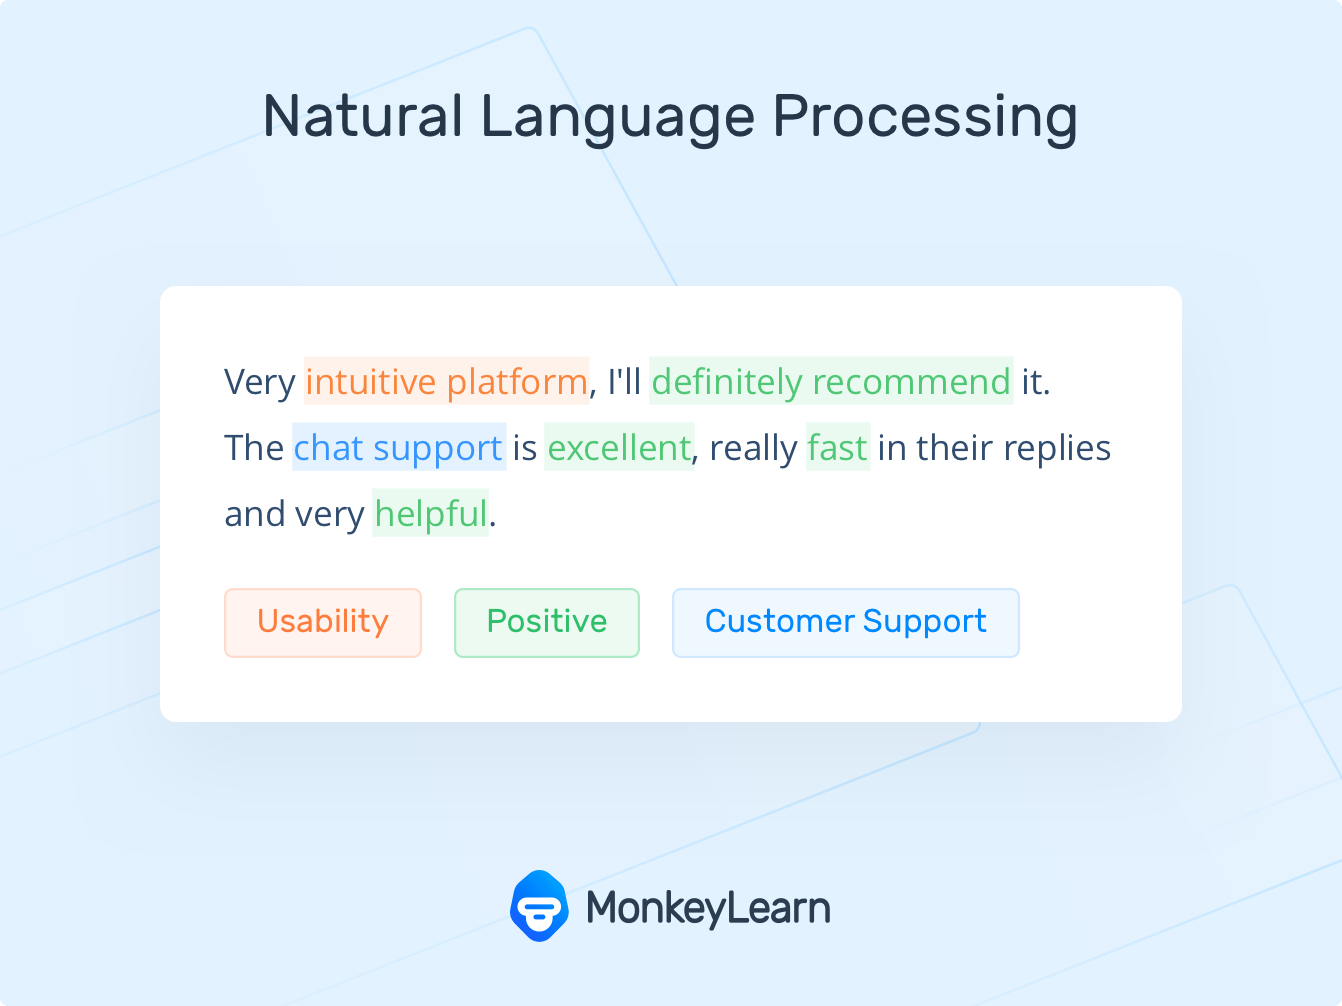 Natural Language Processing
Very intuitive platform, I'll definitely recommend it.
The chat support is excellent, really fast in their replies
and very helpful.
Usability Positive Customer Support
MonkeyLearn